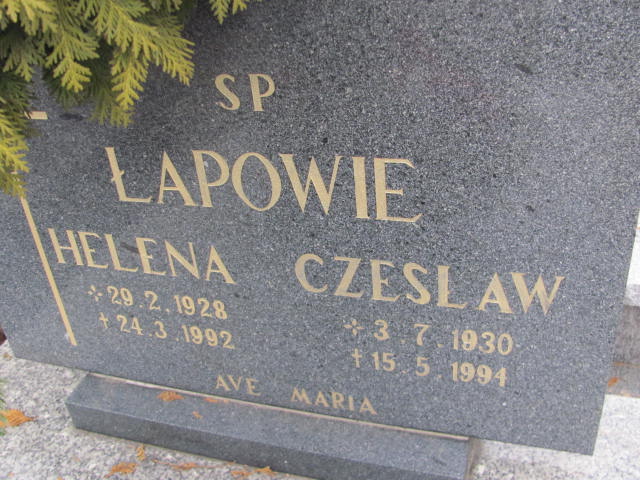 SP
ŁAPOWIE
HELENA CZESLAW
+ 29.2.1928 + 3.7.1930
† 24.3.1992 † 15.5 1994
AVE MARIA